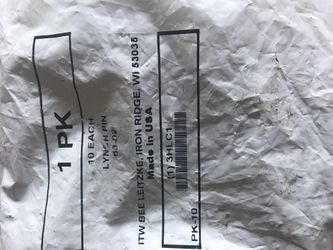 1 PK
10 EACH
LYNCH PIN
63-02
ITW BEE LEITZKE, IRON RIDGE, WI 53035
Made in USA
(1) 3HLC1
PK-10